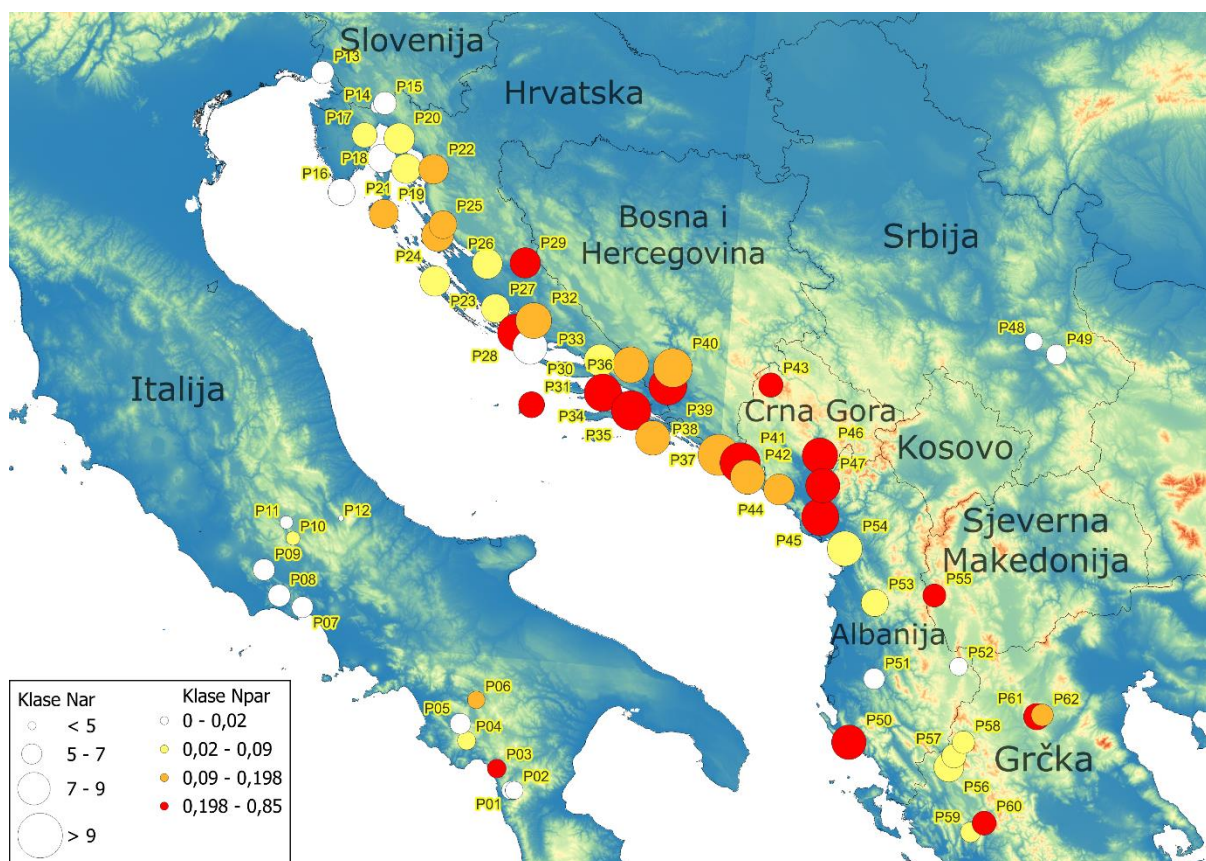 Slovenija
P13
Hrvatska
P14
P15
P17
P20
P22
P18
P16
P21
P19
P25
Bosna i
Hercegovina
Srbija
P26
P29
P24
P23
P27
P32
P28
P33
P30
P36
P40
P48
P49
Italija
P31
P43
P34
P39
Crna Gora
Kosovo
P35
P38
P41
P46
P37
P42
P47
P44
P45
P54
Sjeverna
Makedonija
P11
P12
P10
P09
P08
P07
P53
P55
Albanija
P52
P51
P06
P05
P04
P03
P02
P01
P61
P62
P50
P57
P58
Grčka
P56
P59
P60
Klase Nar
< 5
5 - 7
7 - 9
> 9
Klase Npar
0 - 0,02
0,02 - 0,09
0,09 - 0,198
0,198 - 0,85